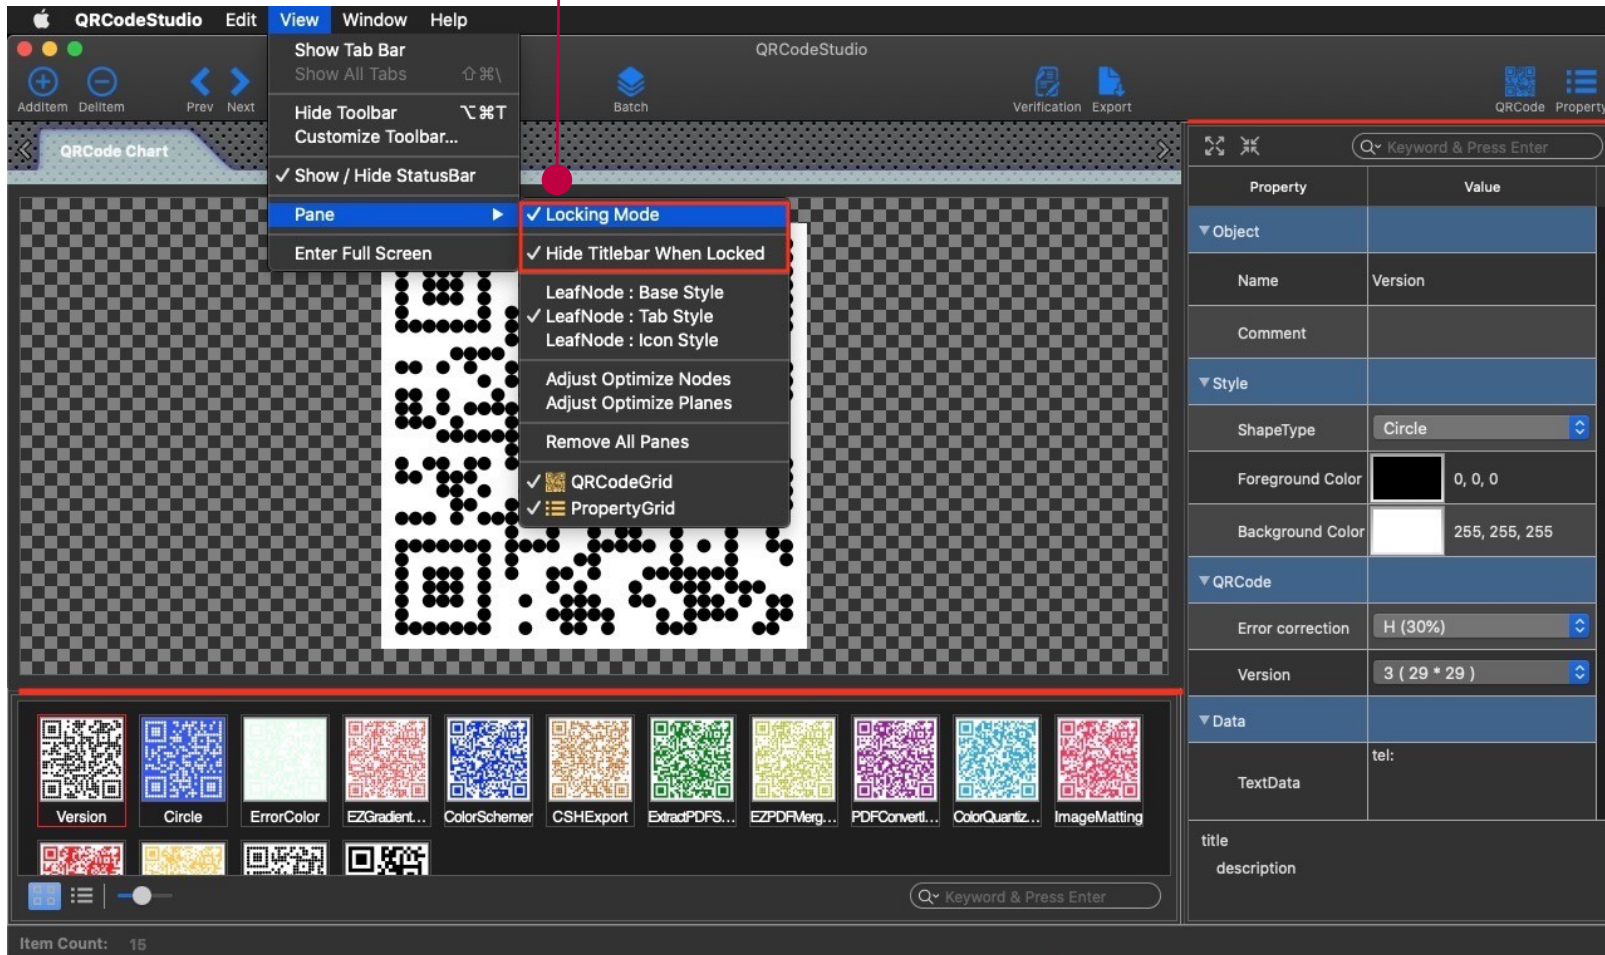 QRCodeStudio Edit View Window Help
QRCodeStudio
AddItem DelItem Prev Next Batch Verification Export QRCode Property
Show Tab Bar
Show All Tabs ⇧⌘\
Hide Toolbar ⌥⌘T
Customize Toolbar...
✓ Show / Hide StatusBar
Pane ▶
Enter Full Screen
✓ Locking Mode
✓ Hide Titlebar When Locked
LeafNode : Base Style
✓ LeafNode : Tab Style
LeafNode : Icon Style
Adjust Optimize Nodes
Adjust Optimize Planes
Remove All Panes
✓ QRCodeGrid
✓ PropertyGrid
QRCode Chart
Keyword & Press Enter
Property Value
Object
Name Version
Comment
Style
ShapeType Circle
Foreground Color 0, 0, 0
Background Color 255, 255, 255
QRCode
Error correction H (30%)
Version 3 ( 29 * 29 )
Data
tel:
TextData
title
description
Version Circle ErrorColor EZGradient... ColorSchemer CSHExport ExtractPDFS... EZPDFMerg... PDFConvertI... ColorQuantiz... ImageMatting
Keyword & Press Enter
Item Count: 15